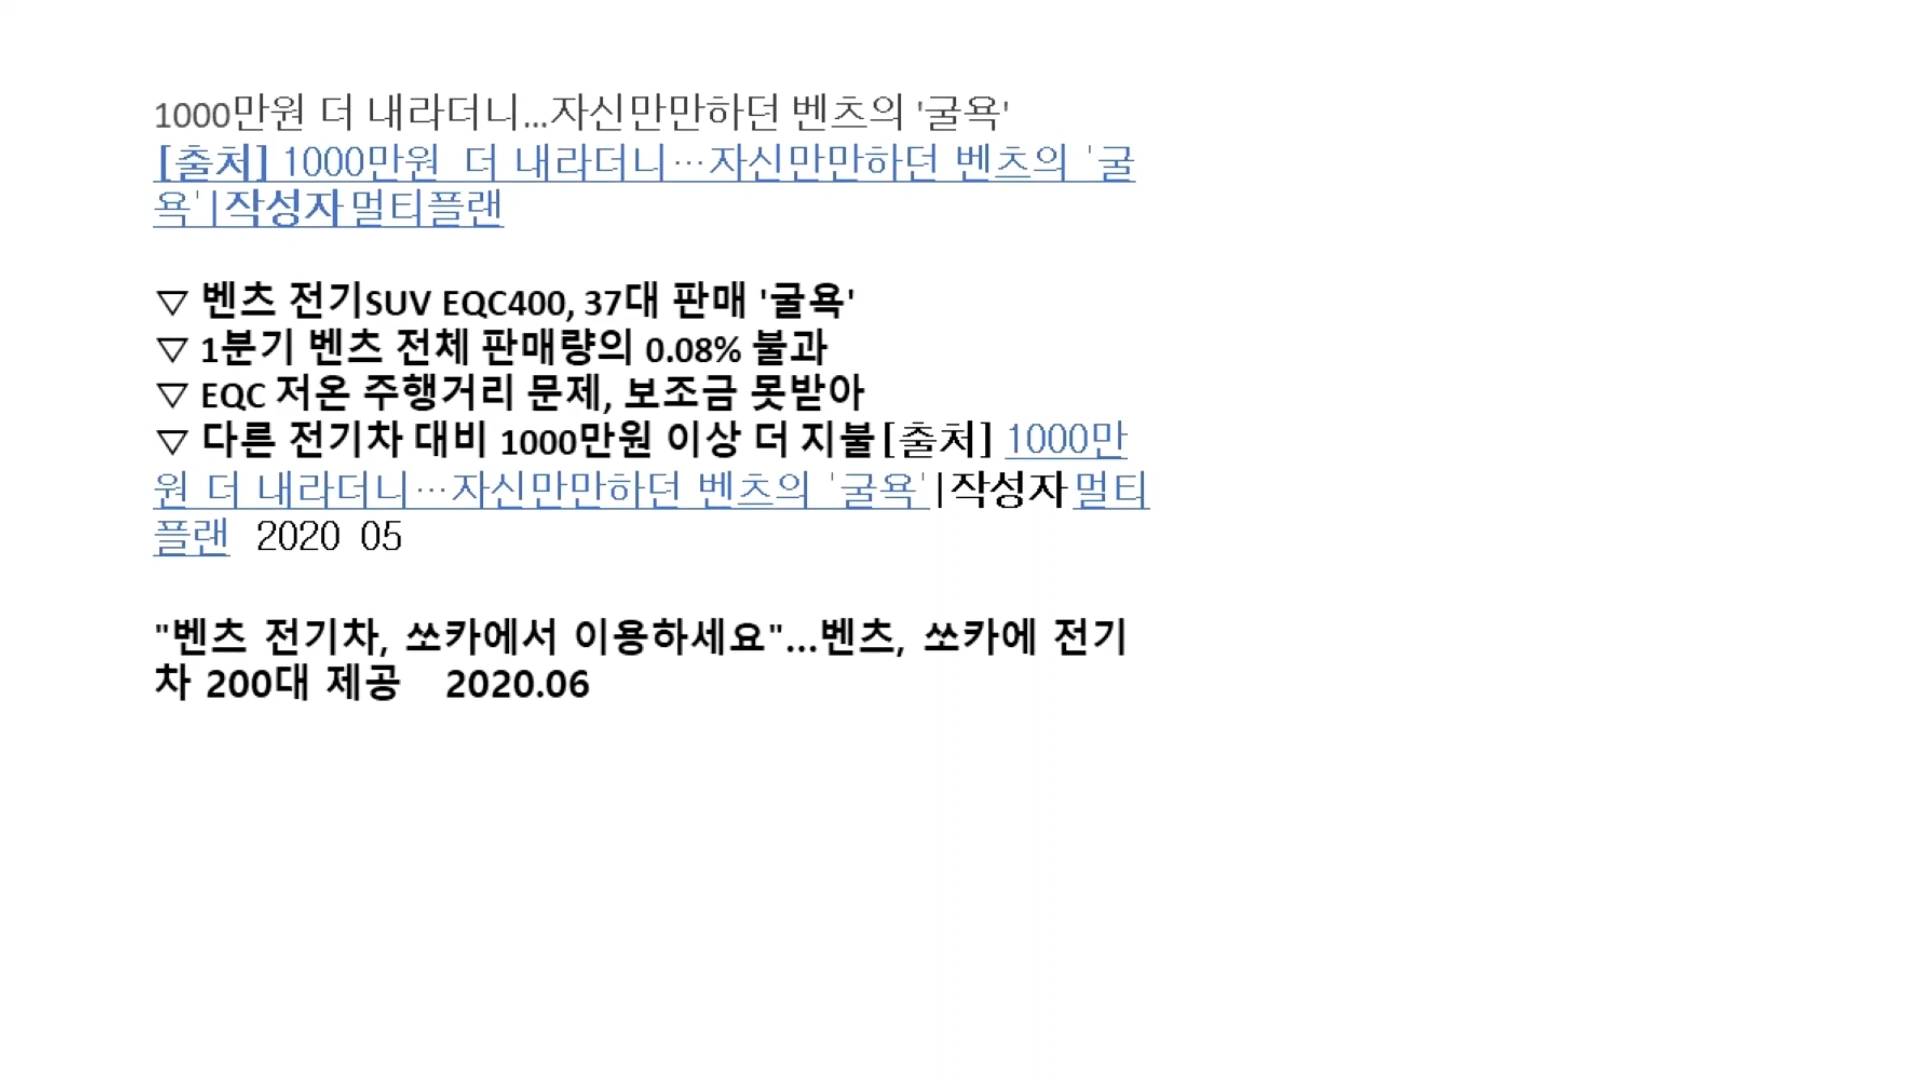 1000만원 더 내라더니...자신만만하던 벤츠의 '굴욕'
[출처] 1000만원 더 내라더니…자신만만하던 벤츠의 '굴
욕'|작성자 멀티플랜
▽ 벤츠 전기SUV EQC400, 37대 판매 '굴욕'
▽ 1분기 벤츠 전체 판매량의 0.08% 불과
▽ EQC 저온 주행거리 문제, 보조금 못받아
▽ 다른 전기차 대비 1000만원 이상 더 지불[출처] 1000만
원 더 내라더니…자신만만하던 벤츠의 '굴욕'|작성자 멀티
플랜 2020 05
"벤츠 전기차, 쏘카에서 이용하세요"...벤츠, 쏘카에 전기
차 200대 제공 2020.06